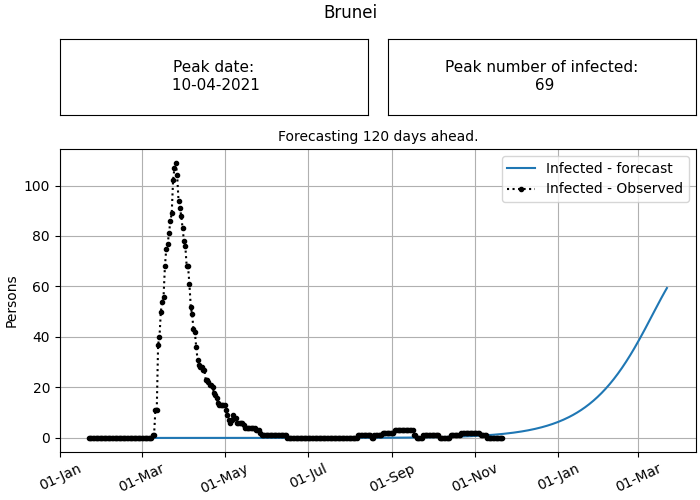 Brunei
Peak date:
10-04-2021
Peak number of infected:
69
Forecasting 120 days ahead.
Infected - forecast
Infected - Observed
Persons
100
80
60
40
20
0
01-Jan
01-Mar
01-May
01-Jul
01-Sep
01-Nov
01-Jan
01-Mar